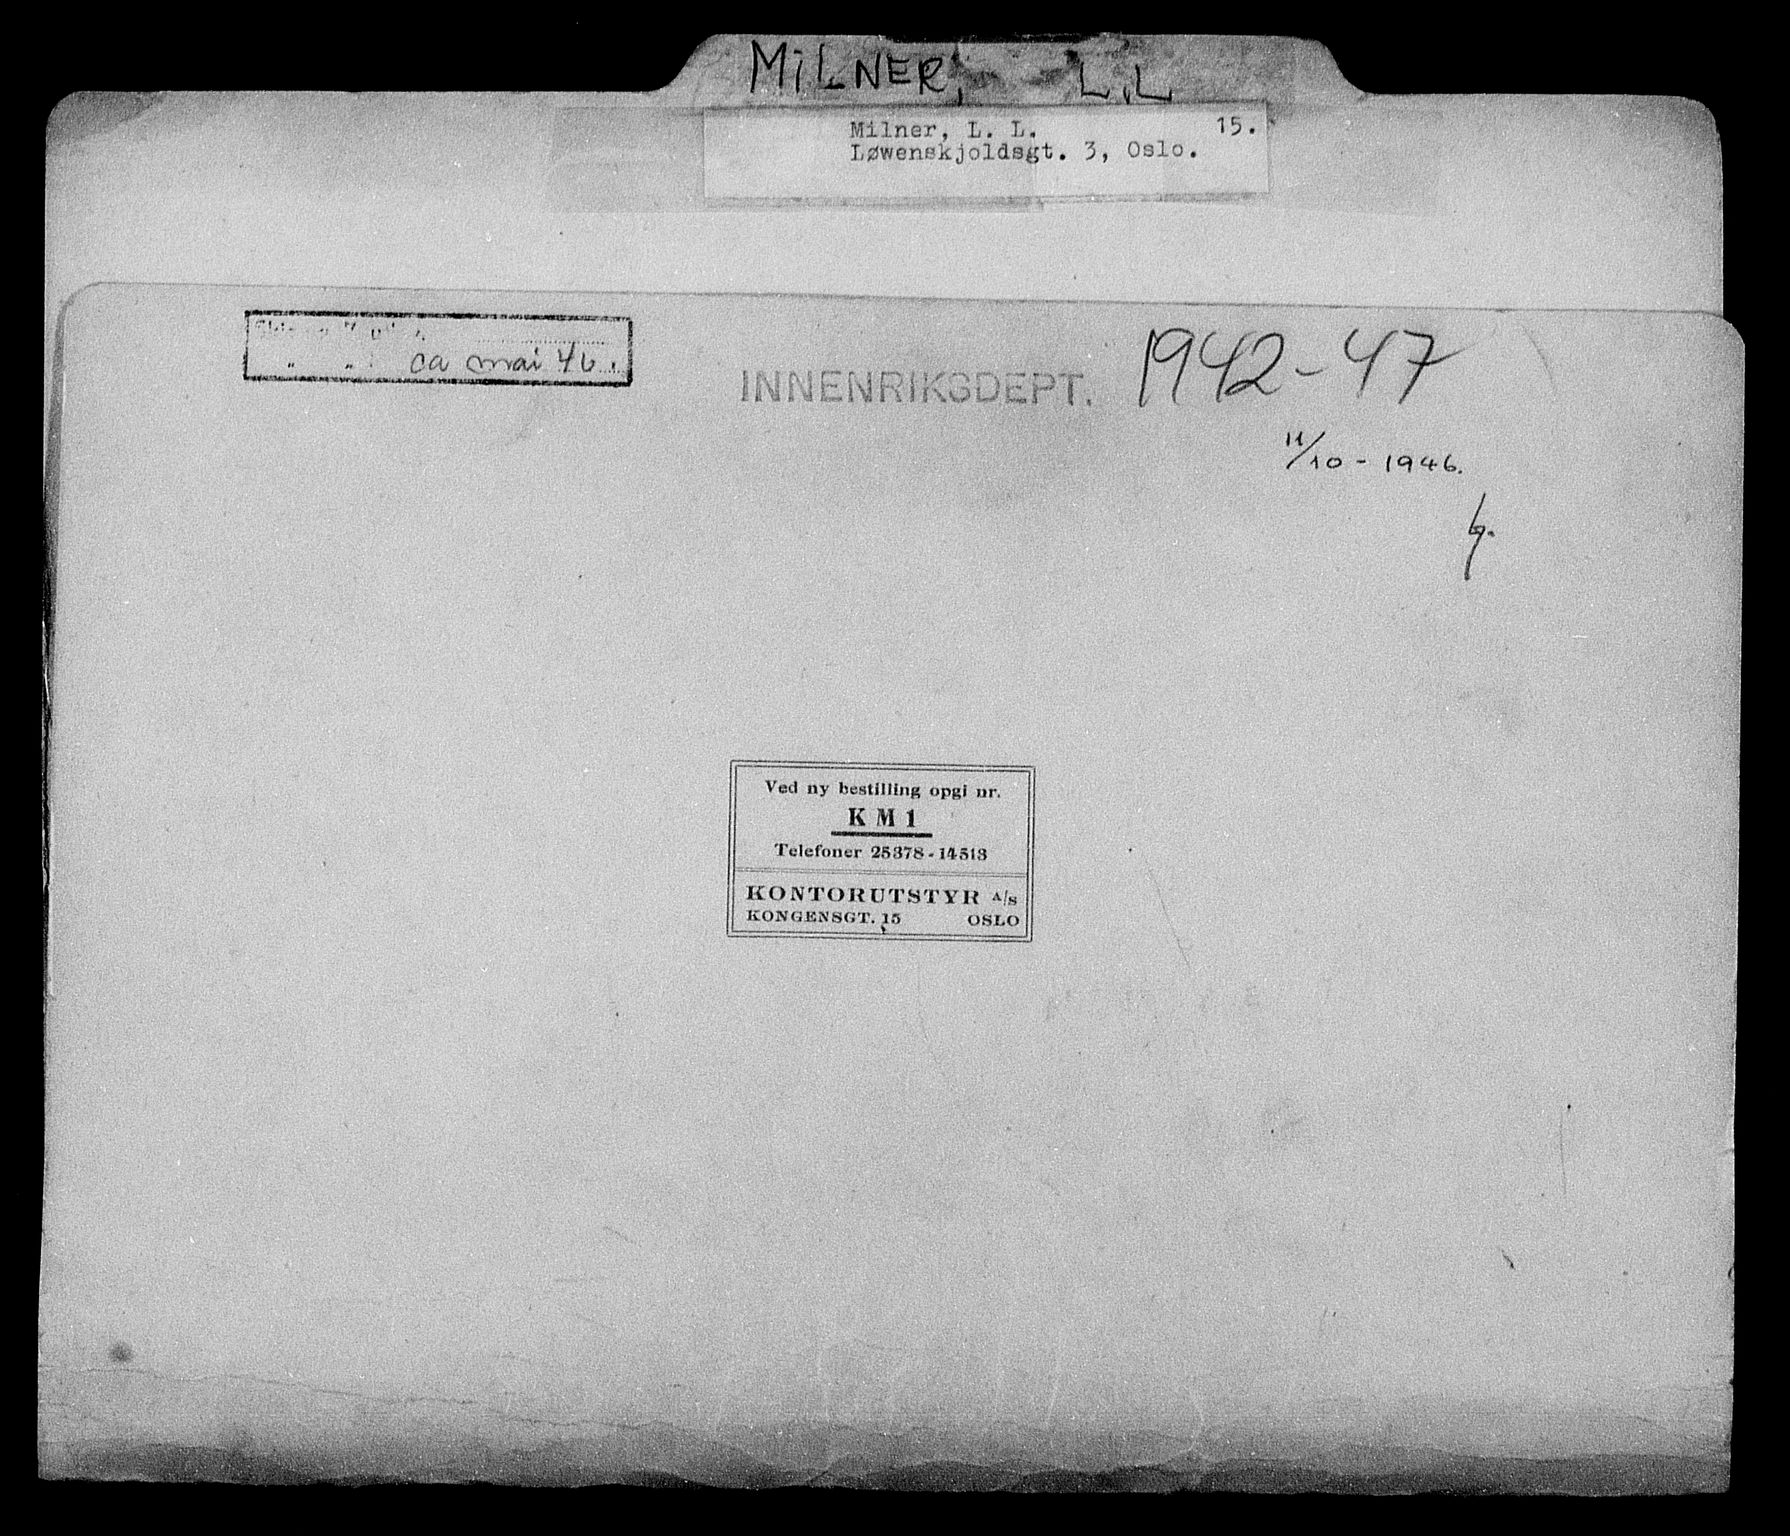 MiLNER, L.L
Milner, L. L. 15.
Løwenskjoldsgt. 3, Oslo.
ca mai 46.
INNENRIKSDEPT. 1942-47
11/10 - 1946.
Ved ny bestilling opgi nr.
K M 1
Telefoner 25378-14513
KONTORUTSTYR A/S
KONGENSGT. 15 OSLO